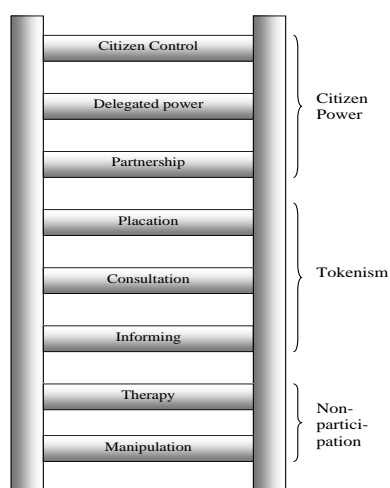 Citizen Control
Delegated power
Partnership
Citizen
Power
Placation
Consultation
Informing
Tokenism
Therapy
Manipulation
Non-
partici-
pation